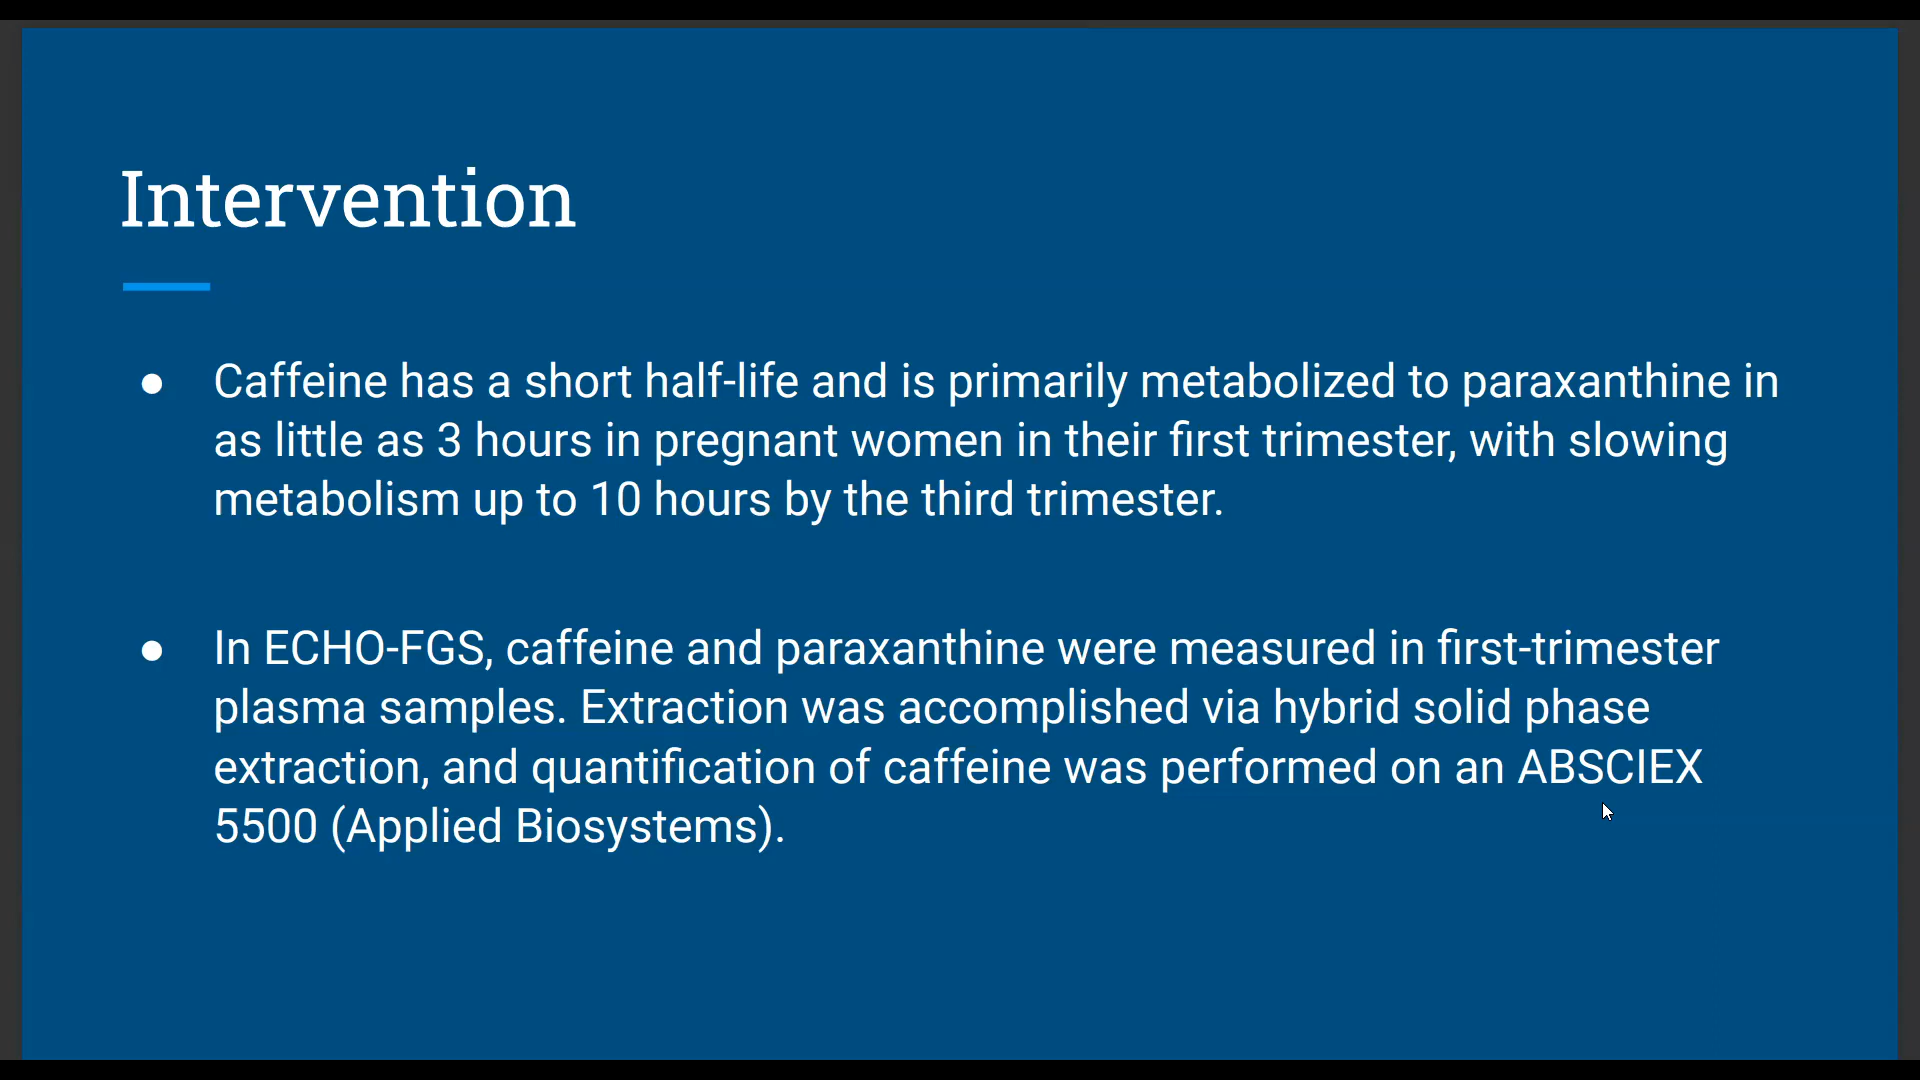 Intervention
● Caffeine has a short half-life and is primarily metabolized to paraxanthine in
as little as 3 hours in pregnant women in their first trimester, with slowing
metabolism up to 10 hours by the third trimester.
● In ECHO-FGS, caffeine and paraxanthine were measured in first-trimester
plasma samples. Extraction was accomplished via hybrid solid phase
extraction, and quantification of caffeine was performed on an ABSCIEX
5500 (Applied Biosystems).